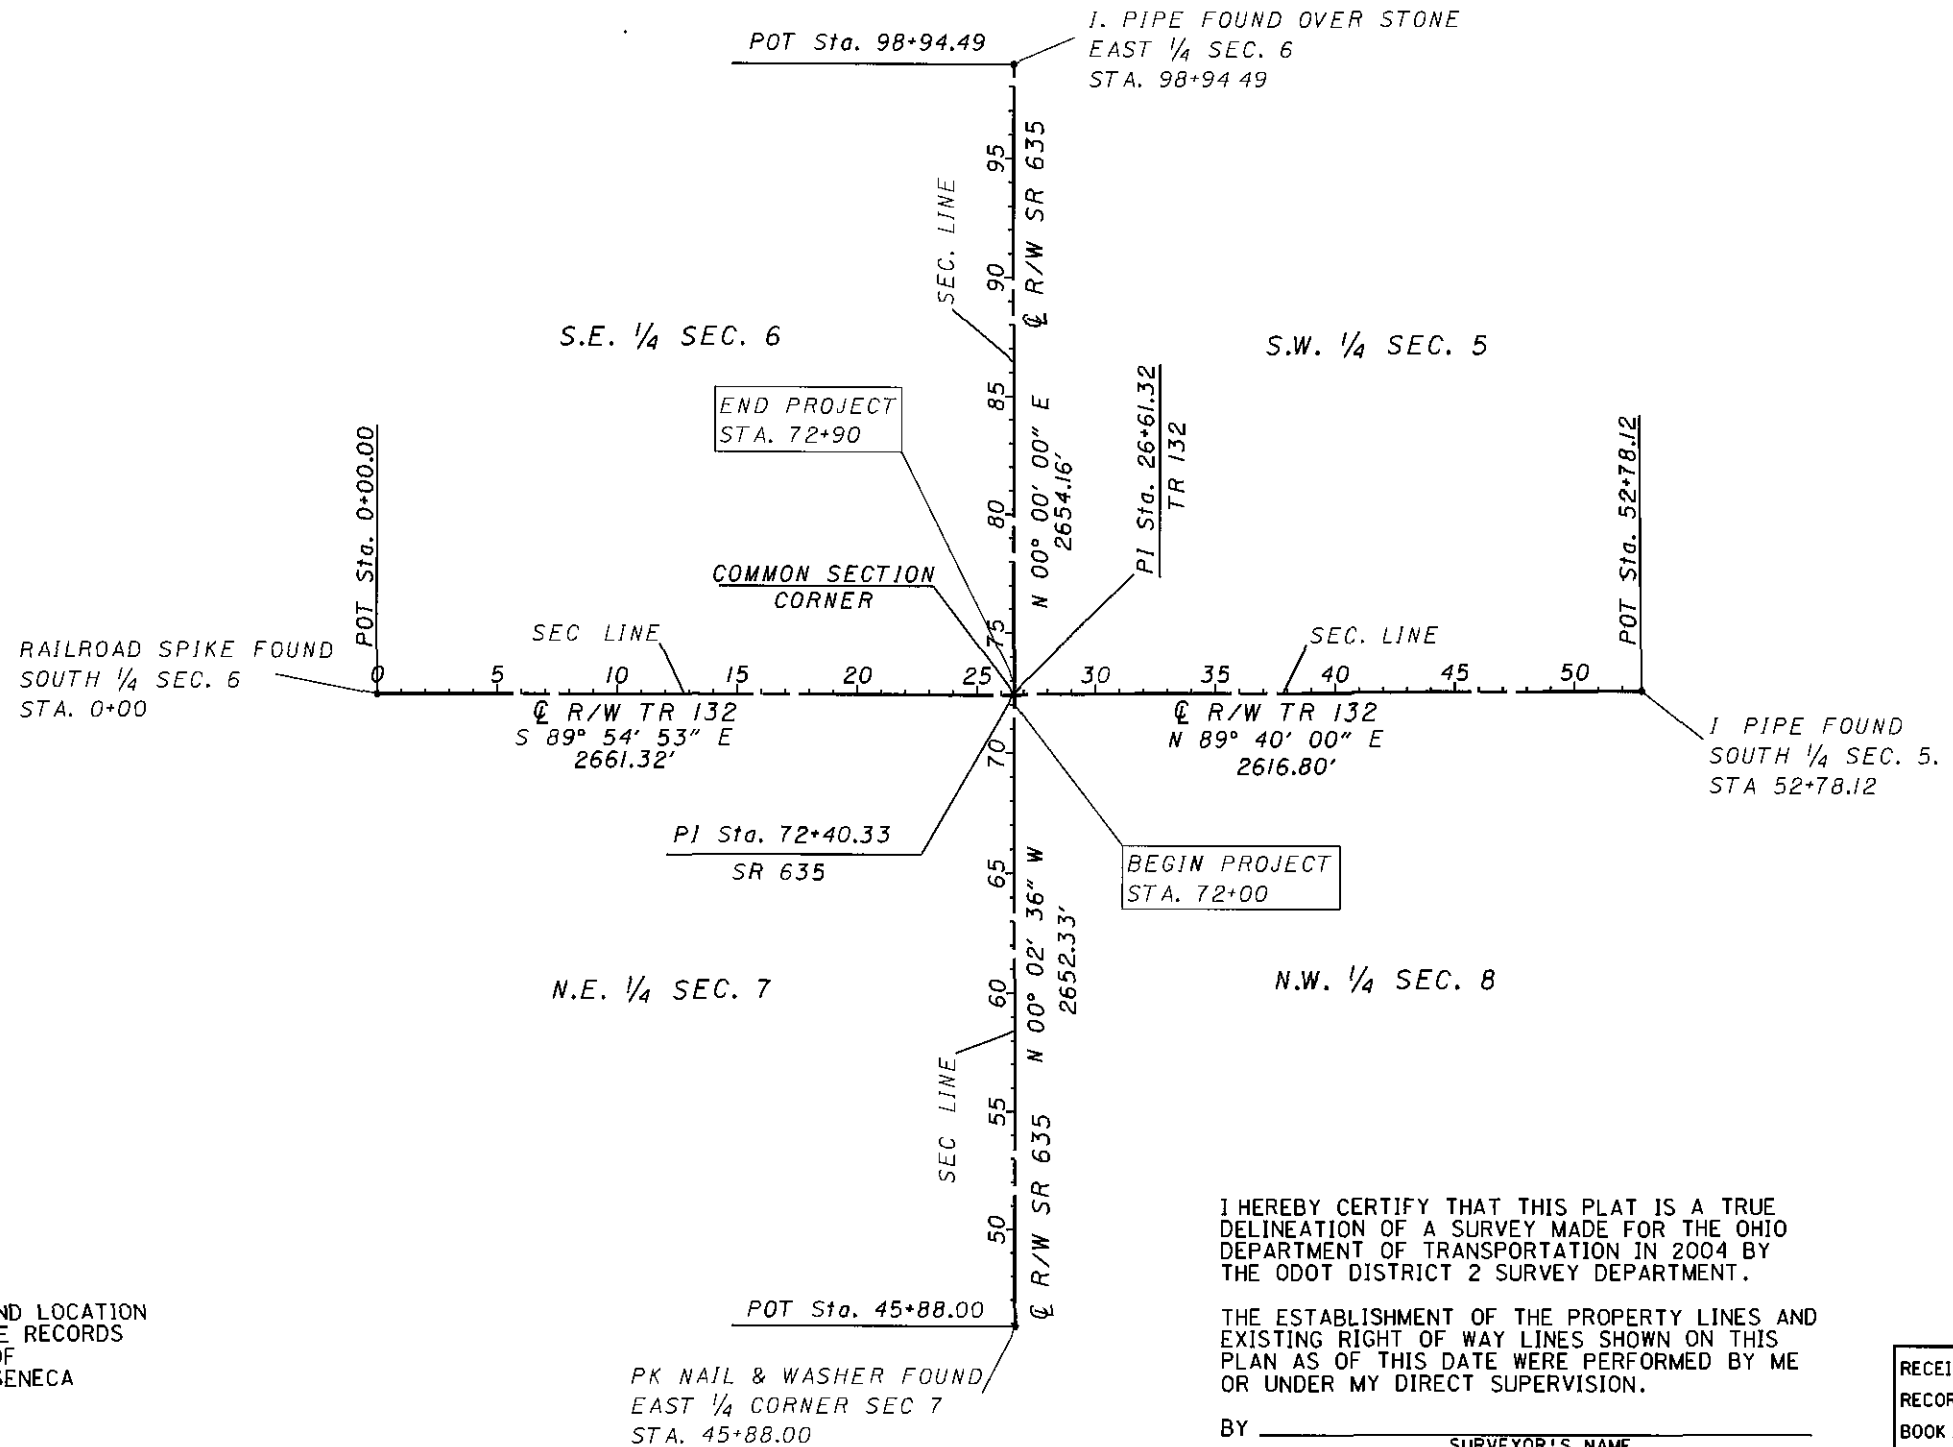 POT Sta. 98+94.49
I. PIPE FOUND OVER STONE
EAST 1/4 SEC. 6
STA. 98+94 49
95
90
85
80
75
℄ R/W SR 635
SEC. LINE
N 00° 00' 00" E
2654.16'
S.E. 1/4 SEC. 6
S.W. 1/4 SEC. 5
END PROJECT
STA. 72+90
PI Sta. 26+61.32
TR 132
POT Sta. 0+00.00
POT Sta. 52+78.12
COMMON SECTION
CORNER
RAILROAD SPIKE FOUND
SOUTH 1/4 SEC. 6
STA. 0+00
SEC LINE
SEC. LINE
0 5 10 15 20 25 30 35 40 45 50
℄ R/W TR 132
S 89° 54' 53" E
2661.32'
℄ R/W TR 132
N 89° 40' 00" E
2616.80'
I PIPE FOUND
SOUTH 1/4 SEC. 5.
STA 52+78.12
PI Sta. 72+40.33
SR 635
BEGIN PROJECT
STA. 72+00
70
65
60
55
50
N 00° 02' 36" W
2652.33'
N.E. 1/4 SEC. 7
N.W. 1/4 SEC. 8
SEC LINE
℄ R/W SR 635
POT Sta. 45+88.00
PK NAIL & WASHER FOUND
EAST 1/4 CORNER SEC 7
STA. 45+88.00
I HEREBY CERTIFY THAT THIS PLAT IS A TRUE
DELINEATION OF A SURVEY MADE FOR THE OHIO
DEPARTMENT OF TRANSPORTATION IN 2004 BY
THE ODOT DISTRICT 2 SURVEY DEPARTMENT.
THE ESTABLISHMENT OF THE PROPERTY LINES AND
EXISTING RIGHT OF WAY LINES SHOWN ON THIS
PLAN AS OF THIS DATE WERE PERFORMED BY ME
OR UNDER MY DIRECT SUPERVISION.
BY
SURVEYOR'S NAME
LOCATION
RECORDS
SENECA
BOOK